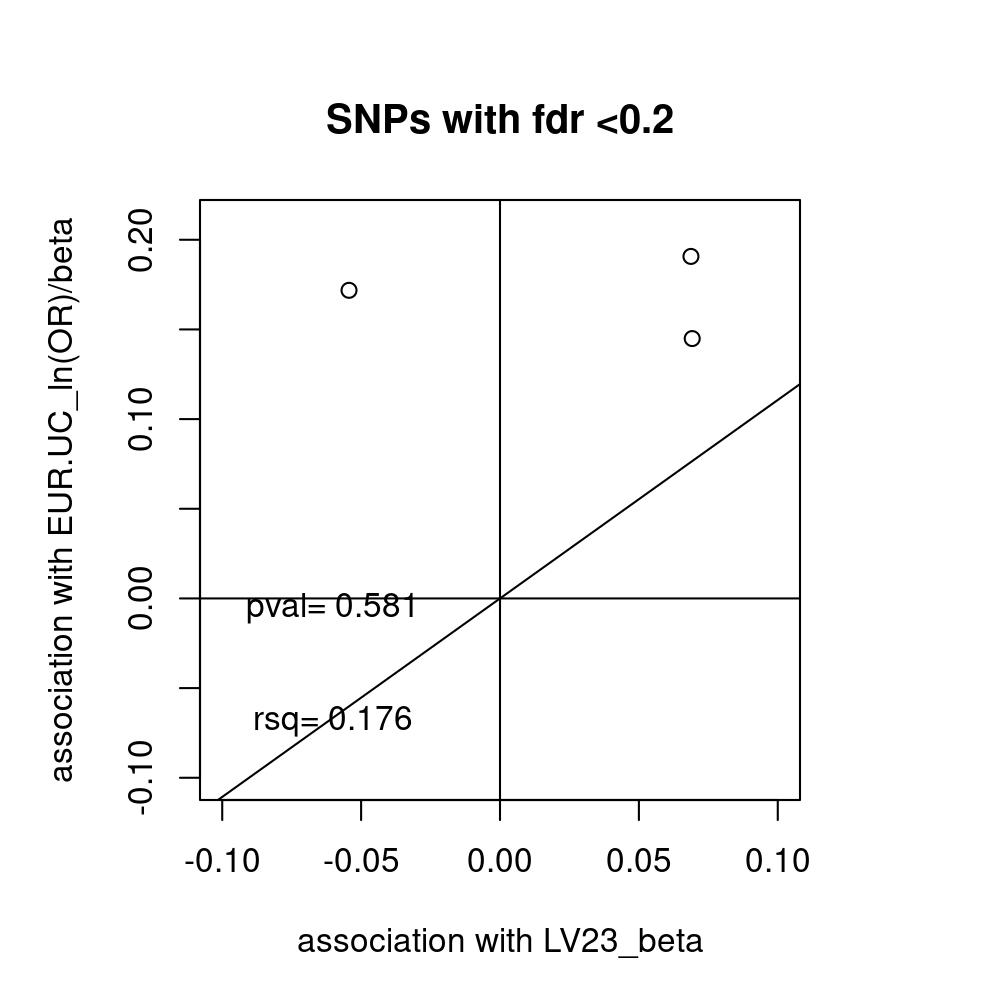 SNPs with fdr <0.2
association with EUR.UC_ln(OR)/beta
0.20
0.10
0.00
-0.10
pval= 0.581
rsq= 0.176
-0.10 -0.05 0.00 0.05 0.10
association with LV23_beta